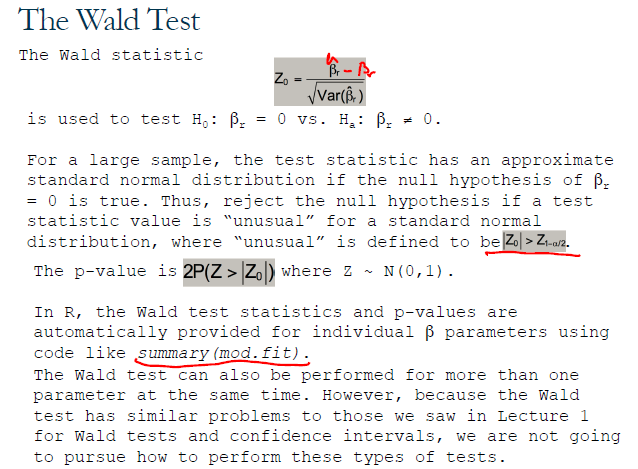 The Wald Test
The Wald statistic
Z₀ = β̂ᵣ - βᵣ / √Var(β̂ᵣ)
is used to test H₀: βᵣ = 0 vs. Hₐ: βᵣ ≠ 0.
For a large sample, the test statistic has an approximate
standard normal distribution if the null hypothesis of βᵣ
= 0 is true. Thus, reject the null hypothesis if a test
statistic value is “unusual” for a standard normal
distribution, where “unusual” is defined to be |Z₀| > Z₁₋α/₂.
The p-value is 2P(Z > |Z₀|) where Z ~ N(0,1).
In R, the Wald test statistics and p-values are
automatically provided for individual β parameters using
code like summary(mod.fit).
The Wald test can also be performed for more than one
parameter at the same time. However, because the Wald
test has similar problems to those we saw in Lecture 1
for Wald tests and confidence intervals, we are not going
to pursue how to perform these types of tests.